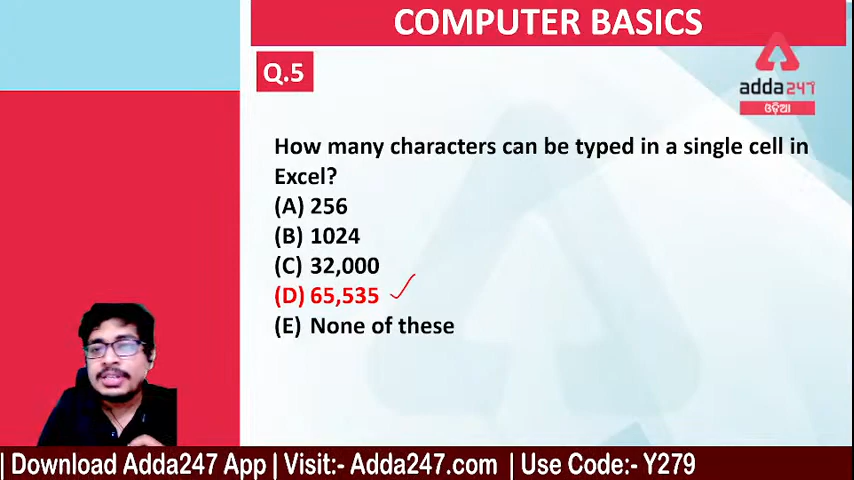 COMPUTER BASICS
Q.5
adda247
ଓଡ଼ିଆ
How many characters can be typed in a single cell in
Excel?
(A) 256
(B) 1024
(C) 32,000
(D) 65,535
(E) None of these
| Download Adda247 App | Visit:- Adda247.com | Use Code:- Y279